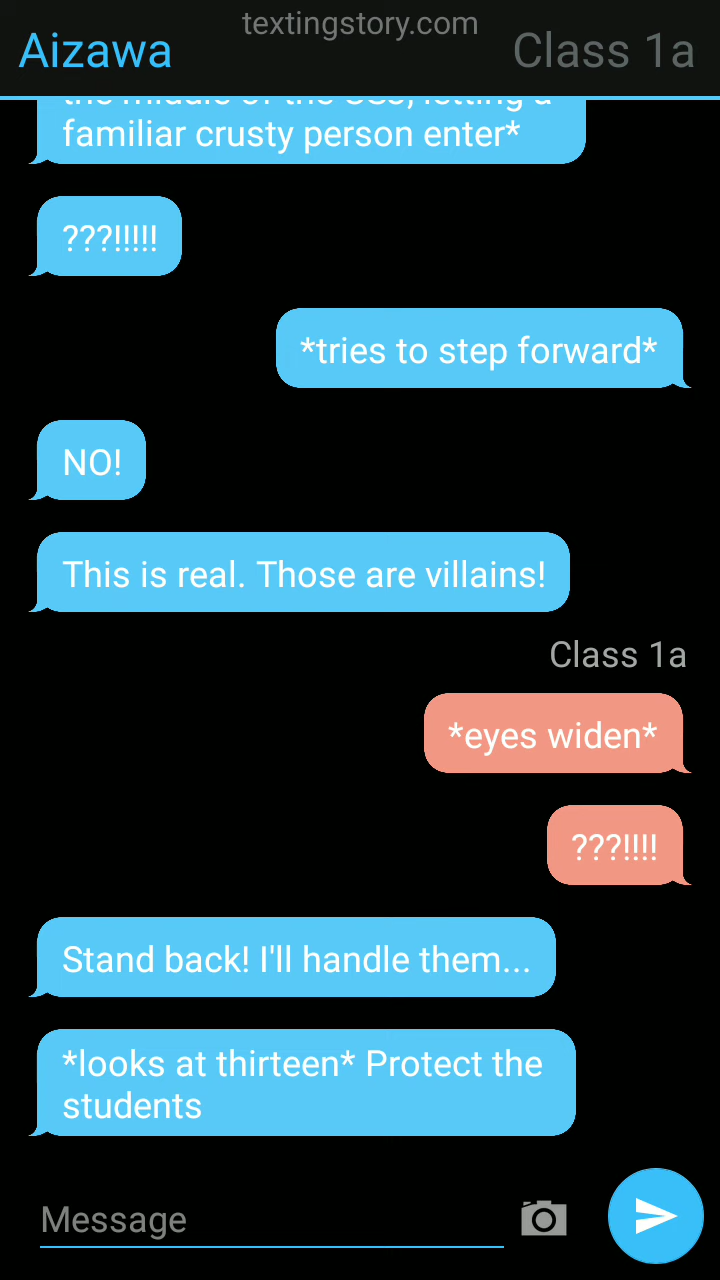 textingstory.com
Aizawa
Class 1a
familiar crusty person enter*
???!!!!!
*tries to step forward*
NO!
This is real. Those are villains!
Class 1a
*eyes widen*
???!!!!
Stand back! I'll handle them...
*looks at thirteen* Protect the
students
Message